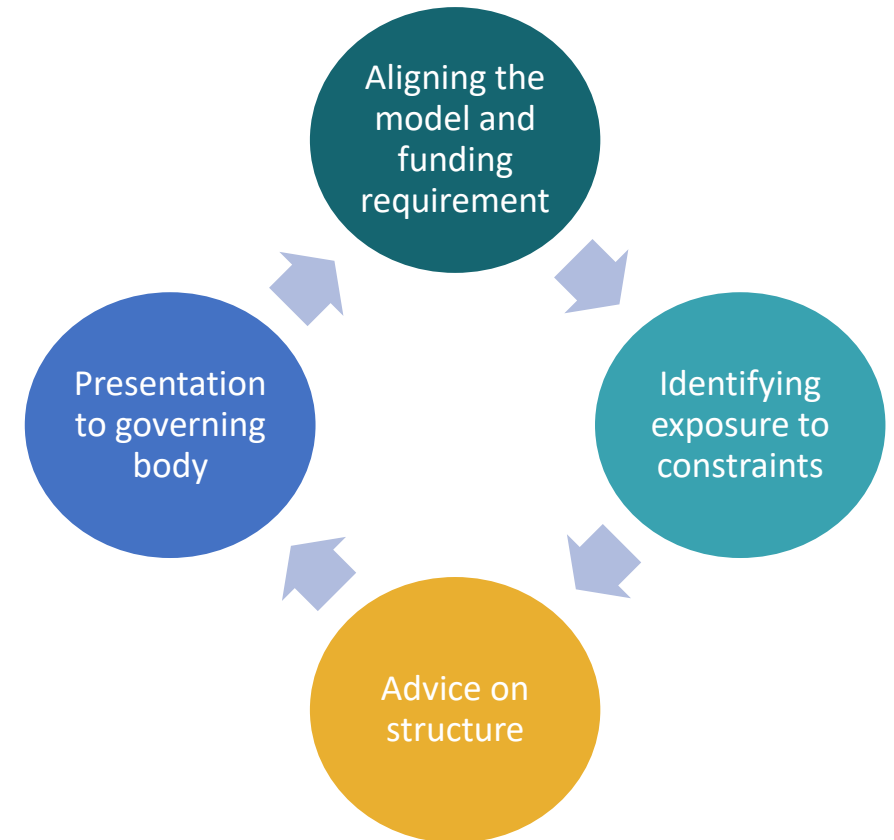 Aligning the
model and
funding
requirement
Identifying
exposure to
constraints
Advice on
structure
Presentation
to governing
body